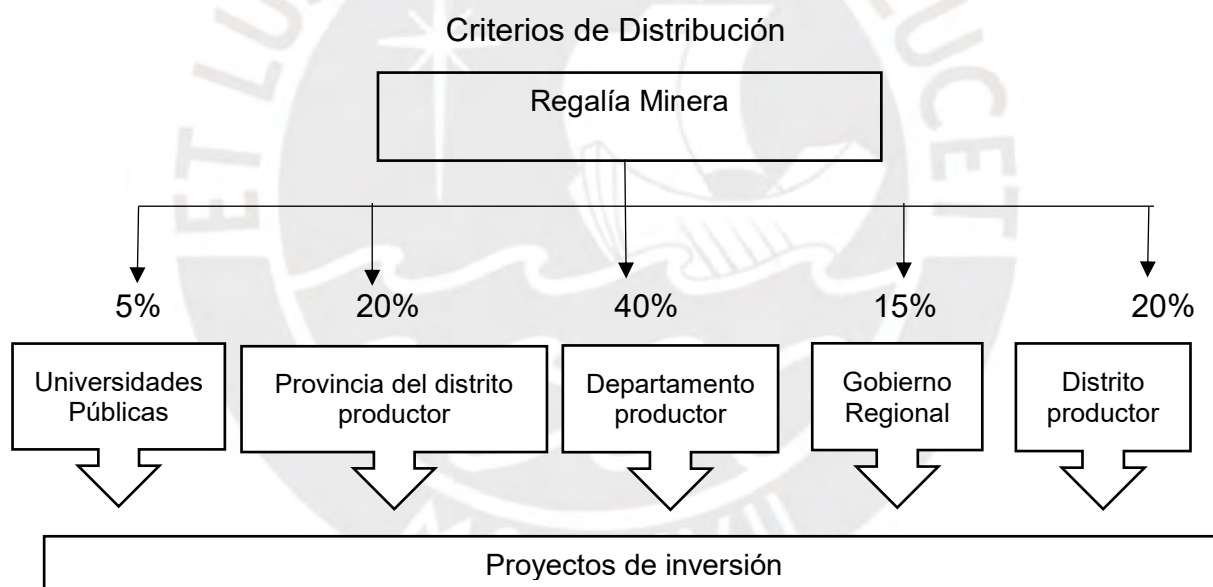 Criterios de Distribución
Regalía Minera
5%
20%
40%
15%
20%
Universidades
Públicas
Provincia del distrito
productor
Departamento
productor
Gobierno
Regional
Distrito
productor
Proyectos de inversión